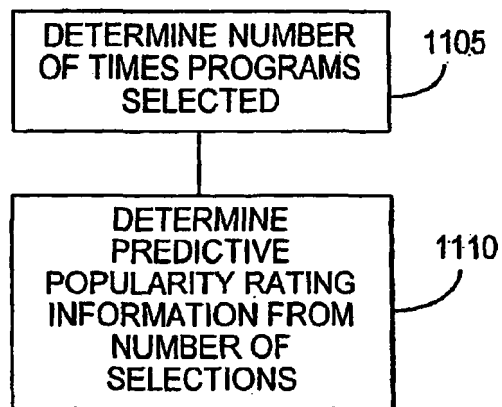 DETERMINE NUMBER
OF TIMES PROGRAMS
SELECTED
1105
DETERMINE
PREDICTIVE
POPULARITY RATING
INFORMATION FROM
NUMBER OF
SELECTIONS
1110